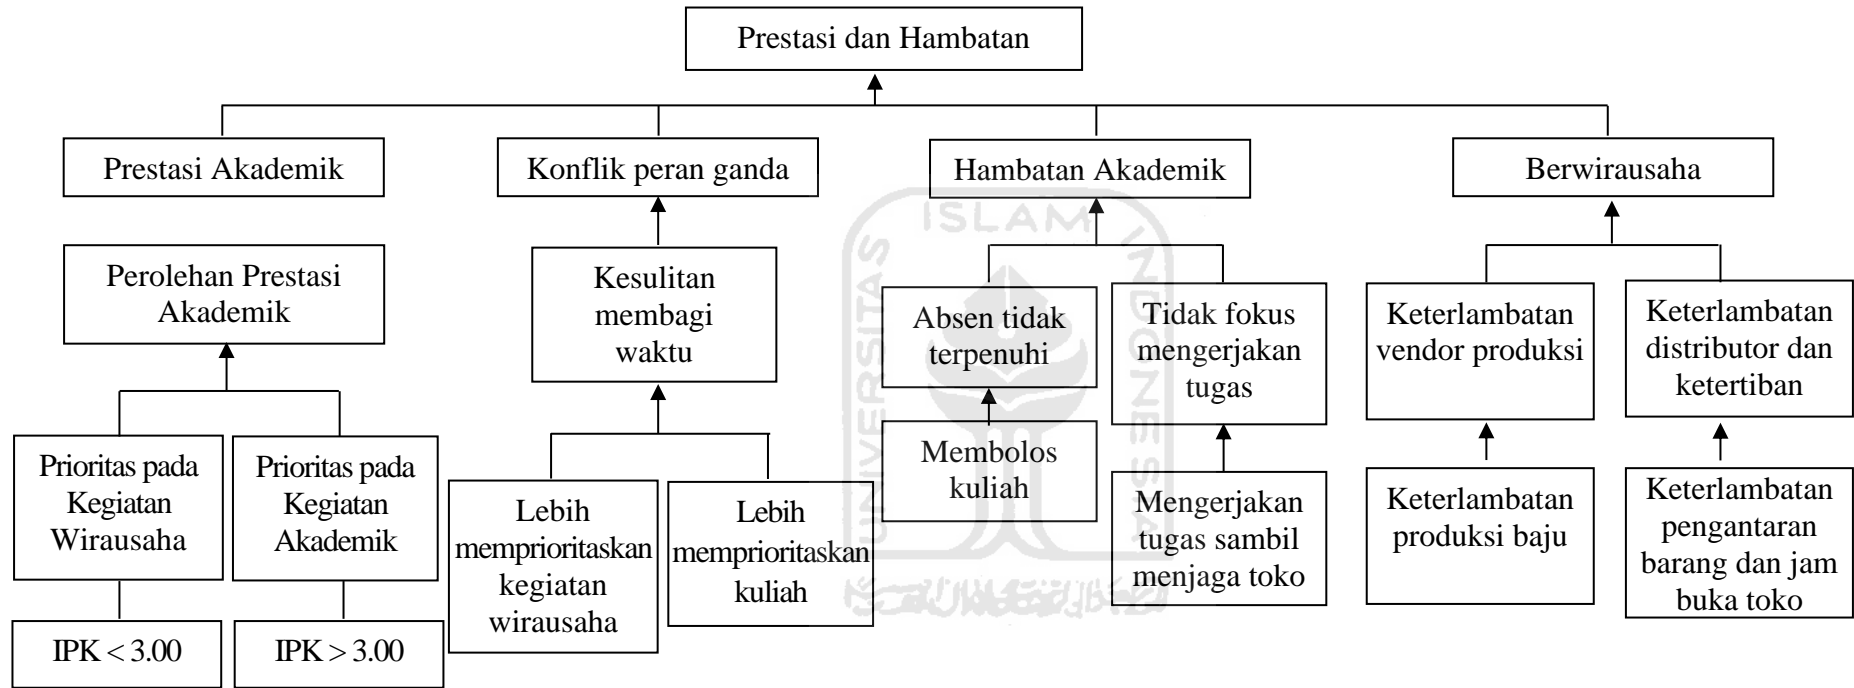 Prestasi dan Hambatan
Prestasi Akademik
Konflik peran ganda
Hambatan Akademik
Berwirausaha
Perolehan Prestasi
Akademik
Kesulitan
membagi
waktu
Absen tidak
terpenuhi
Tidak fokus
mengerjakan
tugas
Keterlambatan
vendor produksi
Keterlambatan
distributor dan
ketertiban
Prioritas pada
Kegiatan
Wirausaha
Prioritas pada
Kegiatan
Akademik
Lebih
memprioritaskan
kegiatan
wirausaha
Lebih
memprioritaskan
kuliah
Membolos
kuliah
Mengerjakan
tugas sambil
menjaga toko
Keterlambatan
produksi baju
Keterlambatan
pengantaran
barang dan jam
buka toko
IPK < 3.00
IPK > 3.00
UNIVERSITAS
ISLAM
INDONESIA